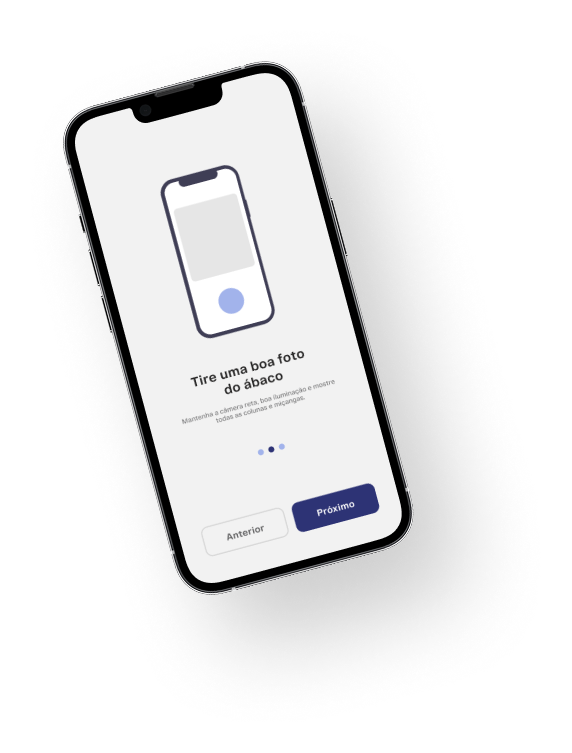 Tire uma boa foto
do ábaco
Mantenha a câmera reta, boa iluminação e mostre
todas as colunas e miçangas.
Anterior
Próximo